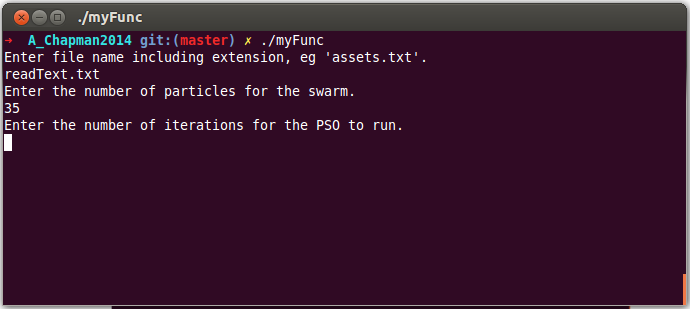 ./myFunc
➜ A_Chapman2014 git:(master) ✗ ./myFunc
Enter file name including extension, eg 'assets.txt'.
readText.txt
Enter the number of particles for the swarm.
35
Enter the number of iterations for the PSO to run.